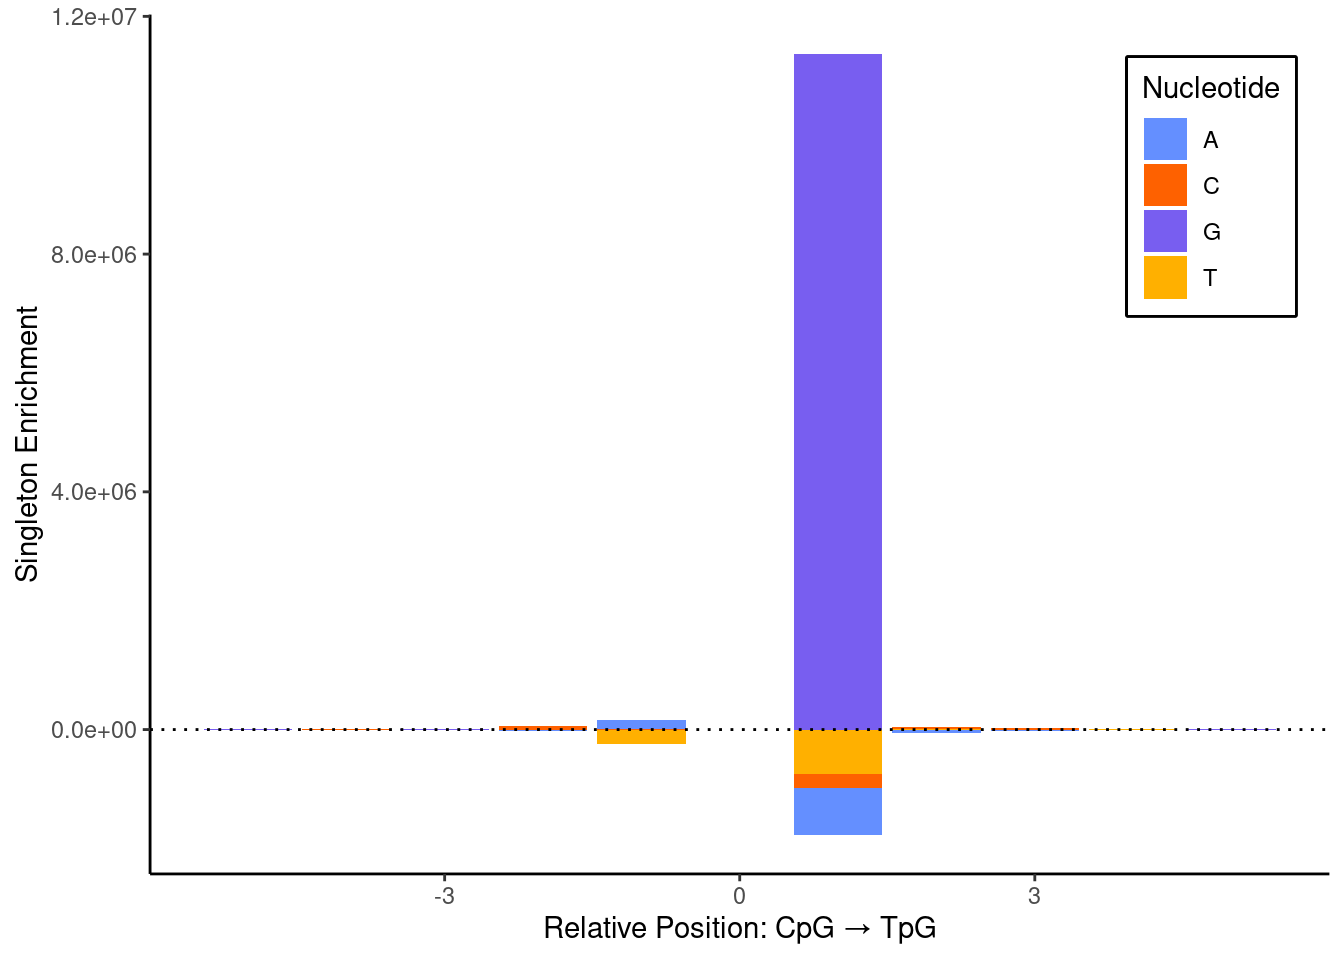 1.2e+07
8.0e+06
4.0e+06
0.0e+00
Singleton Enrichment
-3
0
3
Relative Position: CpG → TpG
Nucleotide
A
C
G
T